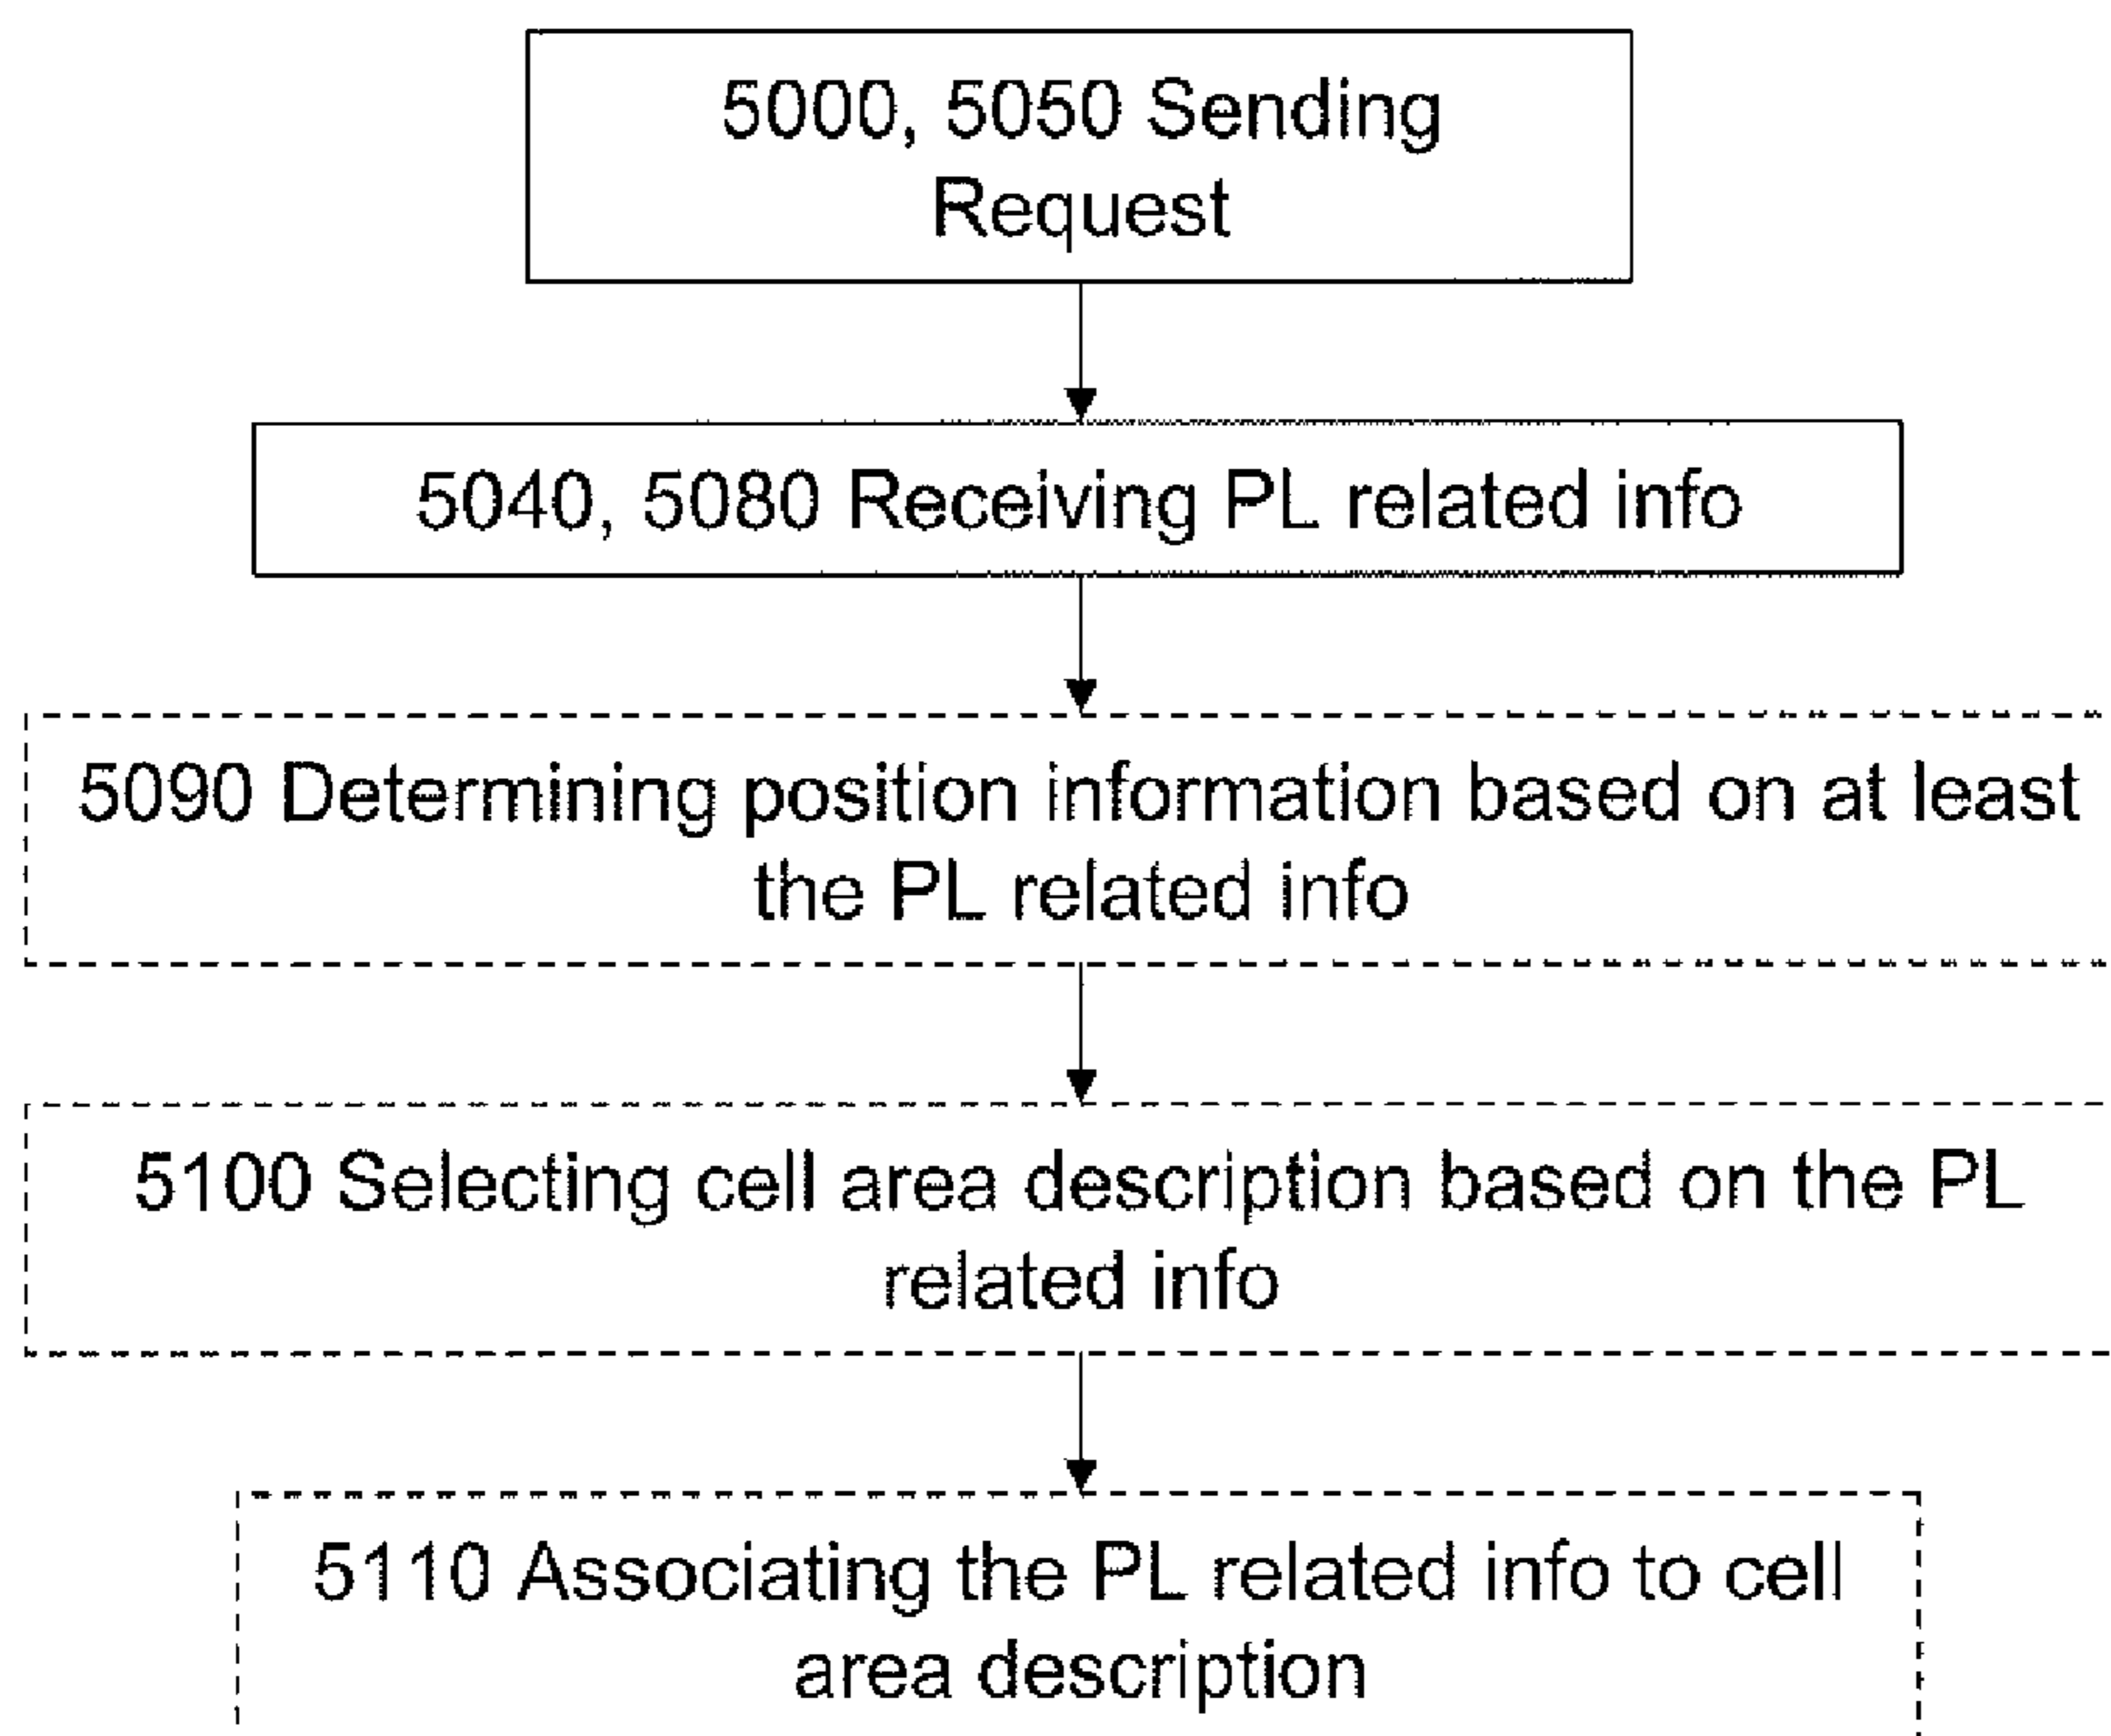 5000, 5050 Sending
Request
5040, 5080 Receiving PL related info
5090 Determining position information based on at least
the PL related info
5100 Selecting cell area description based on the PL
related info
5110 Associating the PL related info to cell
area description